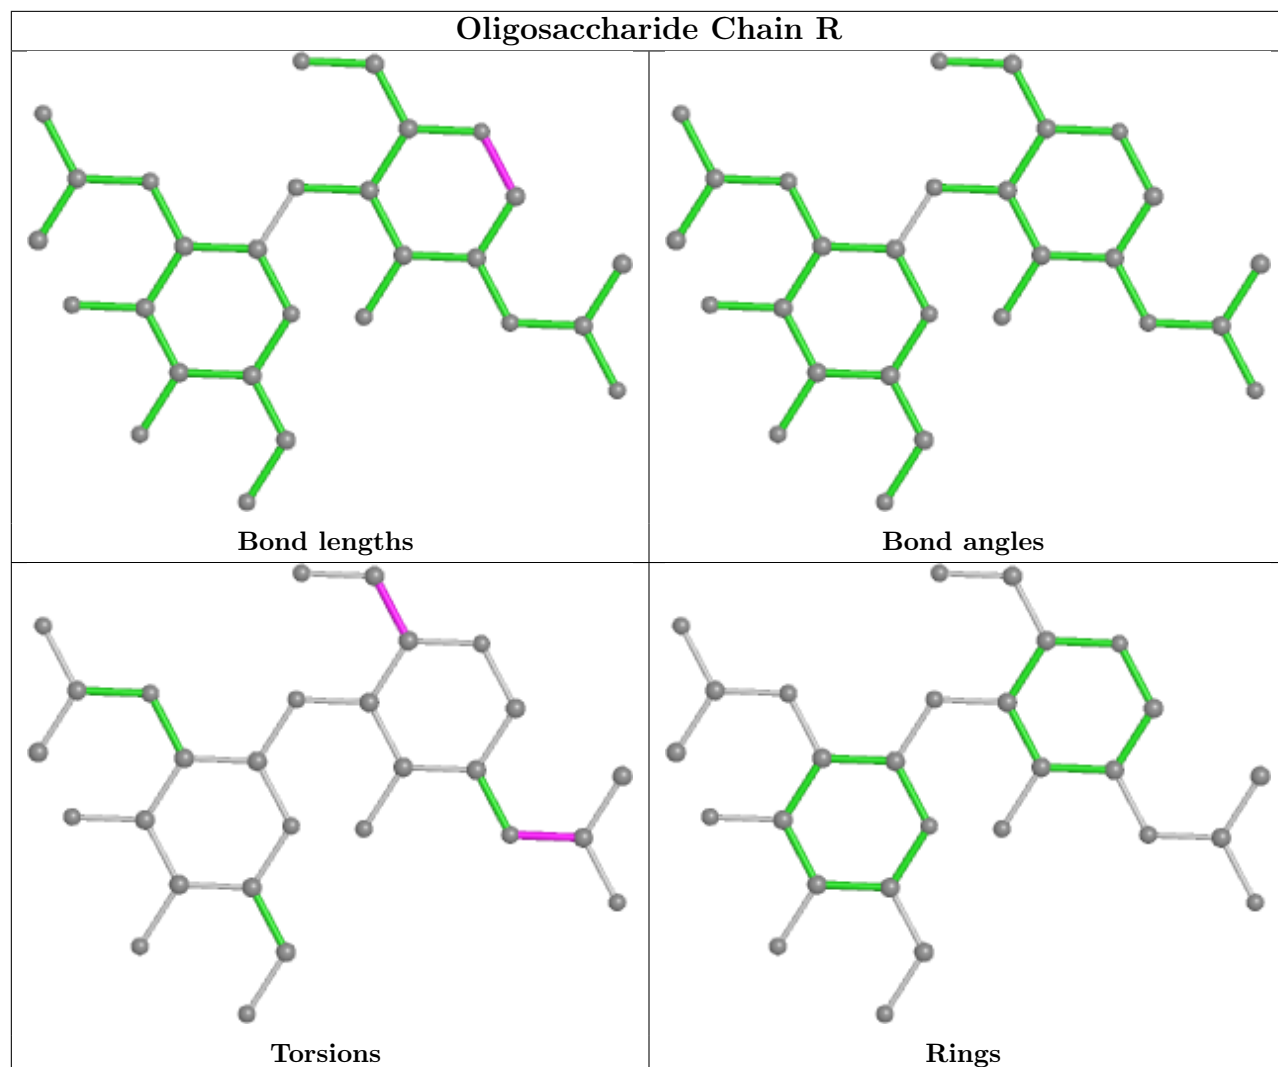 Oligosaccharide Chain R
Bond lengths
Bond angles
Torsions
Rings